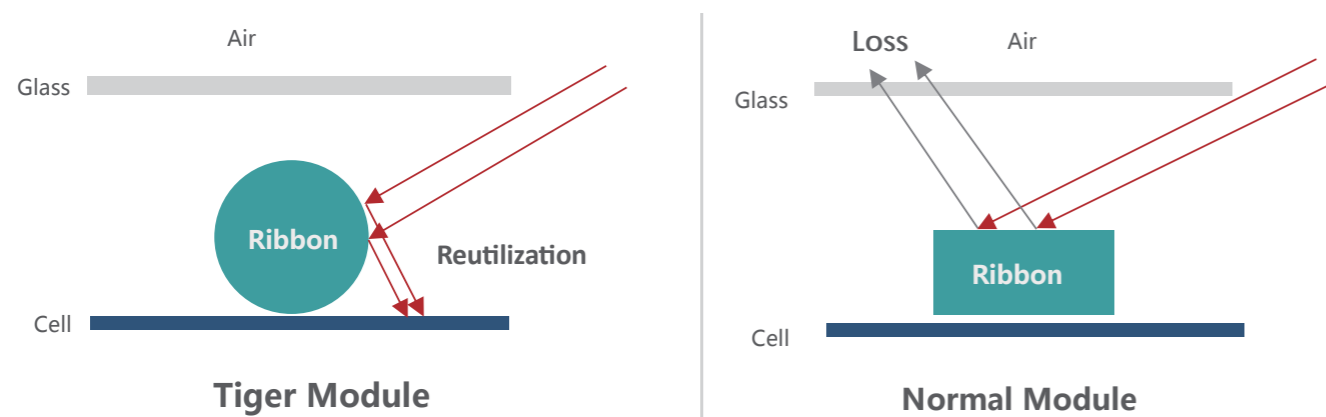 Air
Glass
Ribbon
Reutilization
Cell
Tiger Module
Loss
Air
Glass
Ribbon
Cell
Normal Module